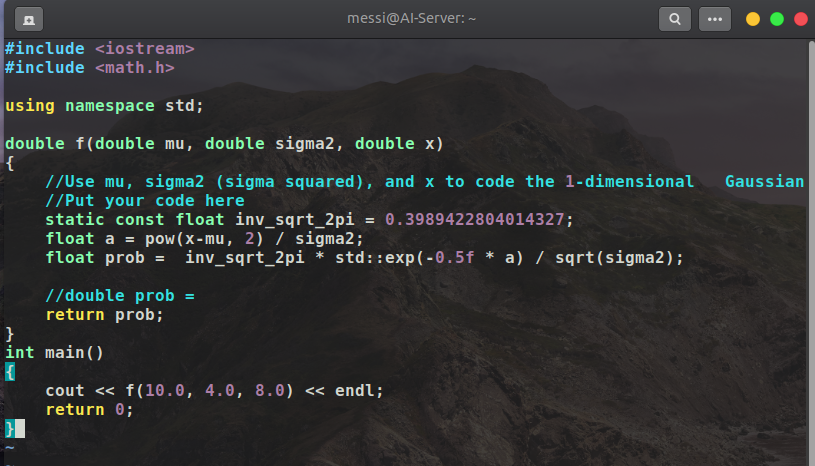 messi@AI-Server: ~
#include <iostream>
#include <math.h>
using namespace std;
double f(double mu, double sigma2, double x)
{
    //Use mu, sigma2 (sigma squared), and x to code the 1-dimensional   Gaussian
    //Put your code here
    static const float inv_sqrt_2pi = 0.3989422804014327;
    float a = pow(x-mu, 2) / sigma2;
    float prob =  inv_sqrt_2pi * std::exp(-0.5f * a) / sqrt(sigma2);
    //double prob =
    return prob;
}
int main()
{
    cout << f(10.0, 4.0, 8.0) << endl;
    return 0;
}
~